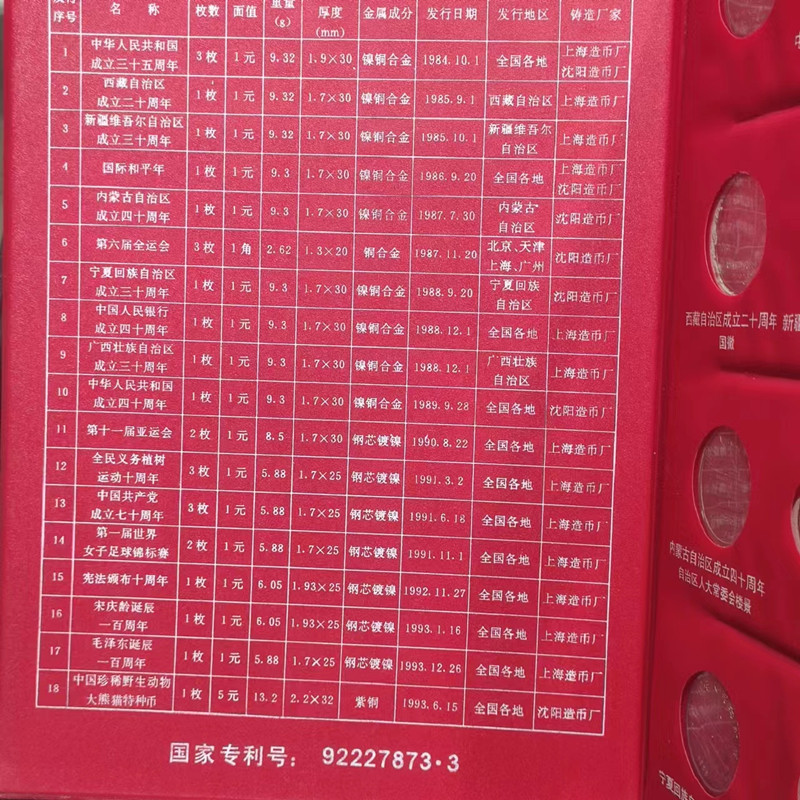 名 称 枚数 面值 重量(g) 厚度(mm) 金属成分 发行日期 发行地区 铸造厂家
序号
1 中华人民共和国成立三十五周年 3枚 1元 9.32 1.9×30 镍铜合金 1984.10.1 全国各地 上海造币厂 沈阳造币厂
2 西藏自治区成立二十周年 1枚 1元 9.32 1.7×30 镍铜合金 1985.9.1 西藏自治区 上海造币厂
3 新疆维吾尔自治区成立三十周年 1枚 1元 9.32 1.7×30 镍铜合金 1985.10.1 新疆维吾尔自治区 上海造币厂
4 国际和平年 1枚 1元 9.3 1.7×30 镍铜合金 1986.9.20 全国各地 上海造币厂 沈阳造币厂
5 内蒙古自治区成立四十周年 1枚 1元 9.3 1.7×30 镍铜合金 1987.7.30 内蒙古自治区 沈阳造币厂
6 第六届全运会 3枚 1角 2.62 1.3×20 铜合金 1987.11.20 北京、天津上海、广州 沈阳造币厂
7 宁夏回族自治区成立三十周年 1枚 1元 9.3 1.7×30 镍铜合金 1988.9.20 宁夏回族自治区 沈阳造币厂
8 中国人民银行成立四十周年 1枚 1元 9.3 1.7×30 镍铜合金 1988.12.1 全国各地 上海造币厂
9 广西壮族自治区成立三十周年 1枚 1元 9.3 1.7×30 镍铜合金 1988.12.1 广西壮族自治区 上海造币厂
10 中华人民共和国成立四十周年 1枚 1元 9.3 1.7×30 镍铜合金 1989.9.28 全国各地 沈阳造币厂
11 第十一届亚运会 2枚 1元 8.5 1.7×30 钢芯镀镍 1990.8.22 全国各地 上海造币厂
12 全民义务植树运动十周年 3枚 1元 5.88 1.7×25 钢芯镀镍 1991.3.2 全国各地 上海造币厂
13 中国共产党成立七十周年 3枚 1元 5.88 1.7×25 钢芯镀镍 1991.6.18 全国各地 上海造币厂
14 第一届世界女子足球锦标赛 2枚 1元 5.88 1.7×25 钢芯镀镍 1991.11.1 全国各地 上海造币厂
15 宪法颁布十周年 1枚 1元 6.05 1.93×25 钢芯镀镍 1992.11.27 全国各地 上海造币厂
16 宋庆龄诞辰一百周年 1枚 1元 6.05 1.93×25 钢芯镀镍 1993.1.16 全国各地 上海造币厂
17 毛泽东诞辰一百周年 1枚 1元 5.88 1.7×25 钢芯镀镍 1993.12.26 全国各地 上海造币厂
18 中国珍稀野生动物大熊猫特种币 1枚 5元 13.2 2.2×32 紫铜 1993.6.15 全国各地 沈阳造币厂
国家专利号： 92227873·3
西藏自治区成立二十周年 新疆
国徽
内蒙古自治区成立四十周年
自治区人大常委会楼景
宁夏回族